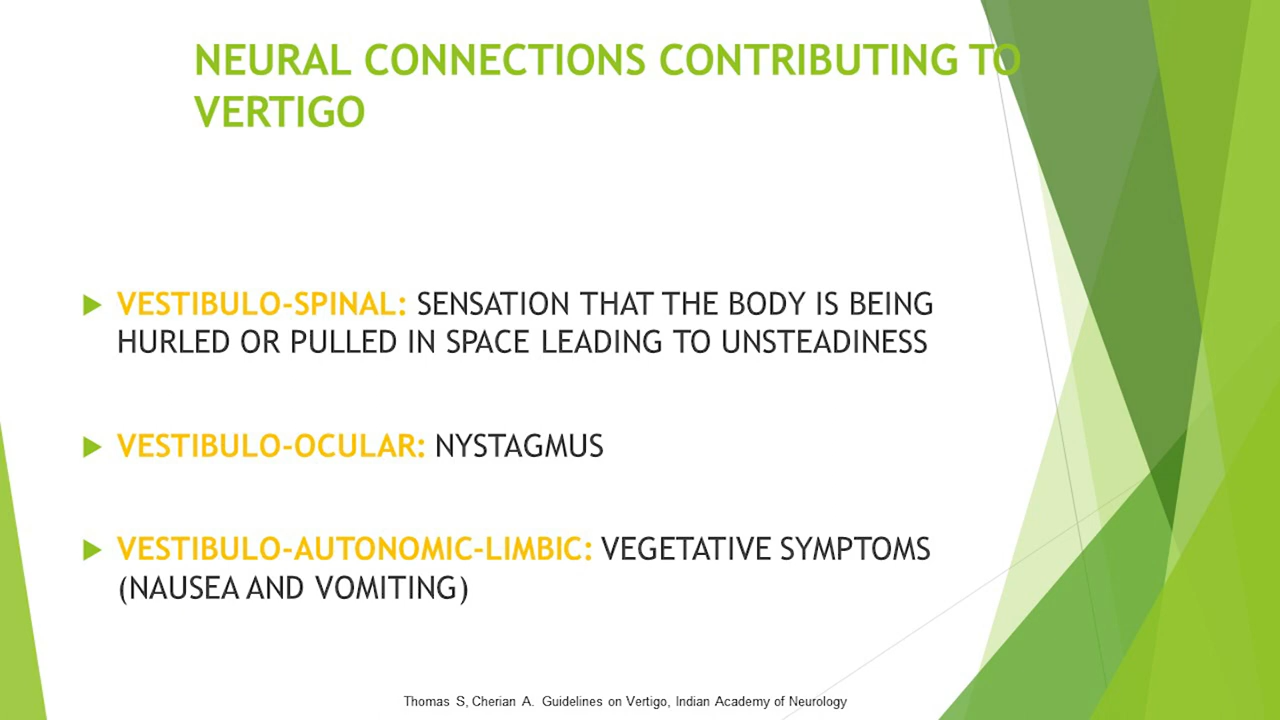 NEURAL CONNECTIONS CONTRIBUTING TO
VERTIGO
VESTIBULO-SPINAL: SENSATION THAT THE BODY IS BEING
HURLED OR PULLED IN SPACE LEADING TO UNSTEADINESS
VESTIBULO-OCULAR: NYSTAGMUS
VESTIBULO-AUTONOMIC-LIMBIC: VEGETATIVE SYMPTOMS
(NAUSEA AND VOMITING)
Thomas S, Cherian A. Guidelines on Vertigo, Indian Academy of Neurology